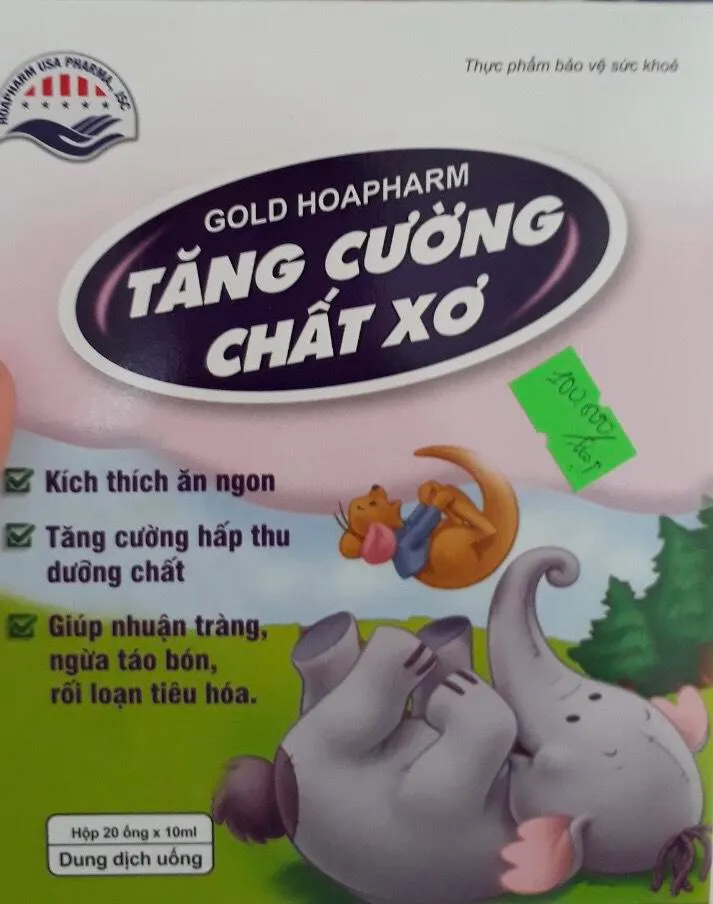 HOAPHARM USA PHARMA., JSC
Thực phẩm bảo vệ sức khoẻ
GOLD HOAPHARM
TĂNG CƯỜNG
CHẤT XƠ
100.000/
Kích thích ăn ngon
Tăng cường hấp thu
dưỡng chất
Giúp nhuận tràng,
ngừa táo bón,
rối loạn tiêu hóa.
Hộp 20 ống x 10ml
Dung dịch uống